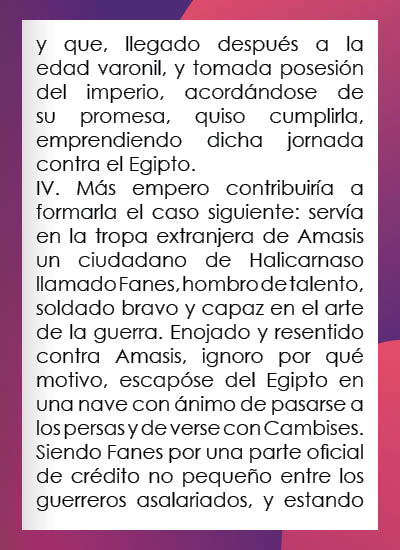 y que, llegado después a la
edad varonil, y tomada posesión
del imperio, acordándose de
su promesa, quiso cumplirla,
emprendiendo dicha jornada
contra el Egipto.
IV. Más empero contribuiría a
formarla el caso siguiente: servía
en la tropa extranjera de Amasis
un ciudadano de Halicarnaso
llamado Fanes, hombro de talento,
soldado bravo y capaz en el arte
de la guerra. Enojado y resentido
contra Amasis, ignoro por qué
motivo, escapóse del Egipto en
una nave con ánimo de pasarse a
los persas y de verse con Cambises.
Siendo Fanes por una parte oficial
de crédito no pequeño entre los
guerreros asalariados, y estando